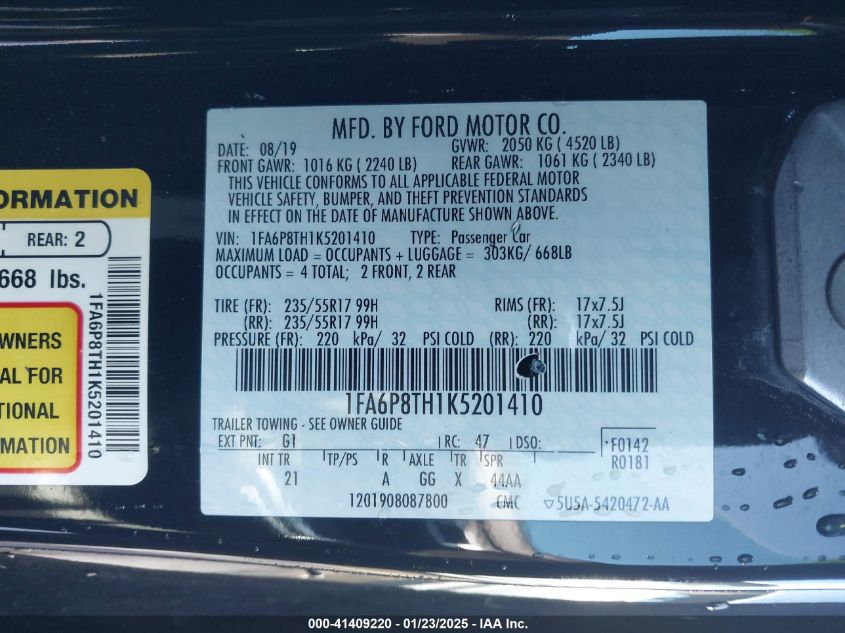 ORMATION
REAR: 2
668 lbs.
WNERS
AL FOR
TIONAL
MATION
1FA6P8TH1K5201410
MFD. BY FORD MOTOR CO.
DATE: 08/19 GVWR: 2050 KG ( 4520 LB)
FRONT GAWR: 1016 KG ( 2240 LB) REAR GAWR: 1061 KG ( 2340 LB)
THIS VEHICLE CONFORMS TO ALL APPLICABLE FEDERAL MOTOR
VEHICLE SAFETY, BUMPER, AND THEFT PREVENTION STANDARDS
IN EFFECT ON THE DATE OF MANUFACTURE SHOWN ABOVE.
VIN: 1FA6P8TH1K5201410 TYPE: Passenger Car
MAXIMUM LOAD = OCCUPANTS + LUGGAGE = 303KG/ 668LB
OCCUPANTS = 4 TOTAL; 2 FRONT, 2 REAR
TIRE (FR): 235/55R17 99H RIMS (FR): 17x7.5J
(RR): 235/55R17 99H (RR): 17x7.5J
PRESSURE (FR): 220 kPa/ 32 PSI COLD (RR): 220 kPa/ 32 PSI COLD
1FA6P8TH1K5201410
TRAILER TOWING - SEE OWNER GUIDE
EXT PNT: G1 RC: 47 DSO: F0142
INT TR TP/PS R AXLE TR SPR R0181
21 A GG X 44AA
1201908087800 CMC ▽5U5A-5420472-AA
000-41409220 - 01/23/2025 - IAA Inc.